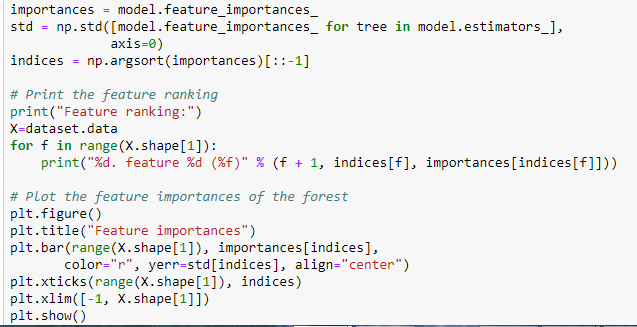 importances = model.feature_importances_
std = np.std([model.feature_importances_ for tree in model.estimators_],
             axis=0)
indices = np.argsort(importances)[::-1]

# Print the feature ranking
print("Feature ranking:")
X=dataset.data
for f in range(X.shape[1]):
    print("%d. feature %d (%f)" % (f + 1, indices[f], importances[indices[f]]))

# Plot the feature importances of the forest
plt.figure()
plt.title("Feature importances")
plt.bar(range(X.shape[1]), importances[indices],
       color="r", yerr=std[indices], align="center")
plt.xticks(range(X.shape[1]), indices)
plt.xlim([-1, X.shape[1]])
plt.show()